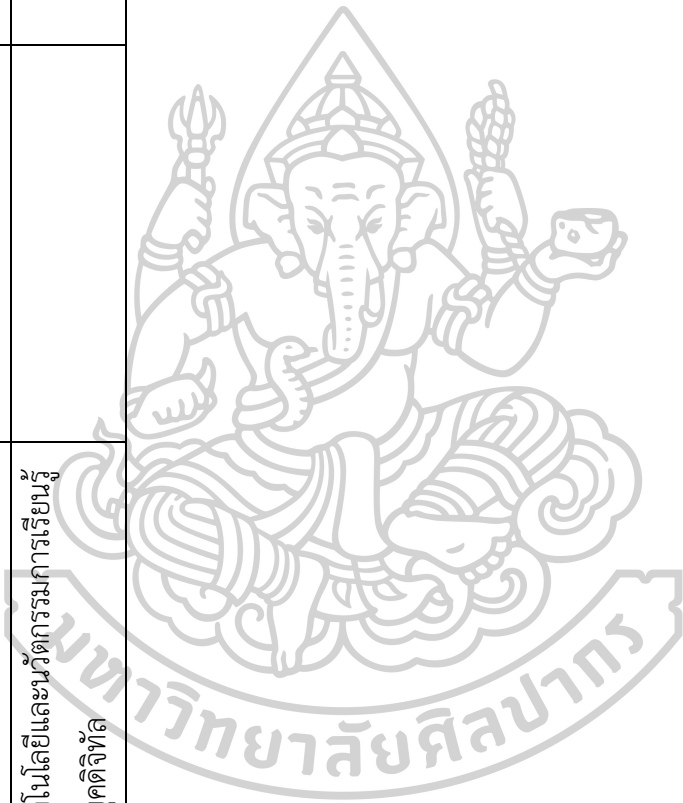 โนโลยีและนวัตกรรมการเรียนรู้
คดิจิทัล
มหาวิทยาลัยศิลปากร